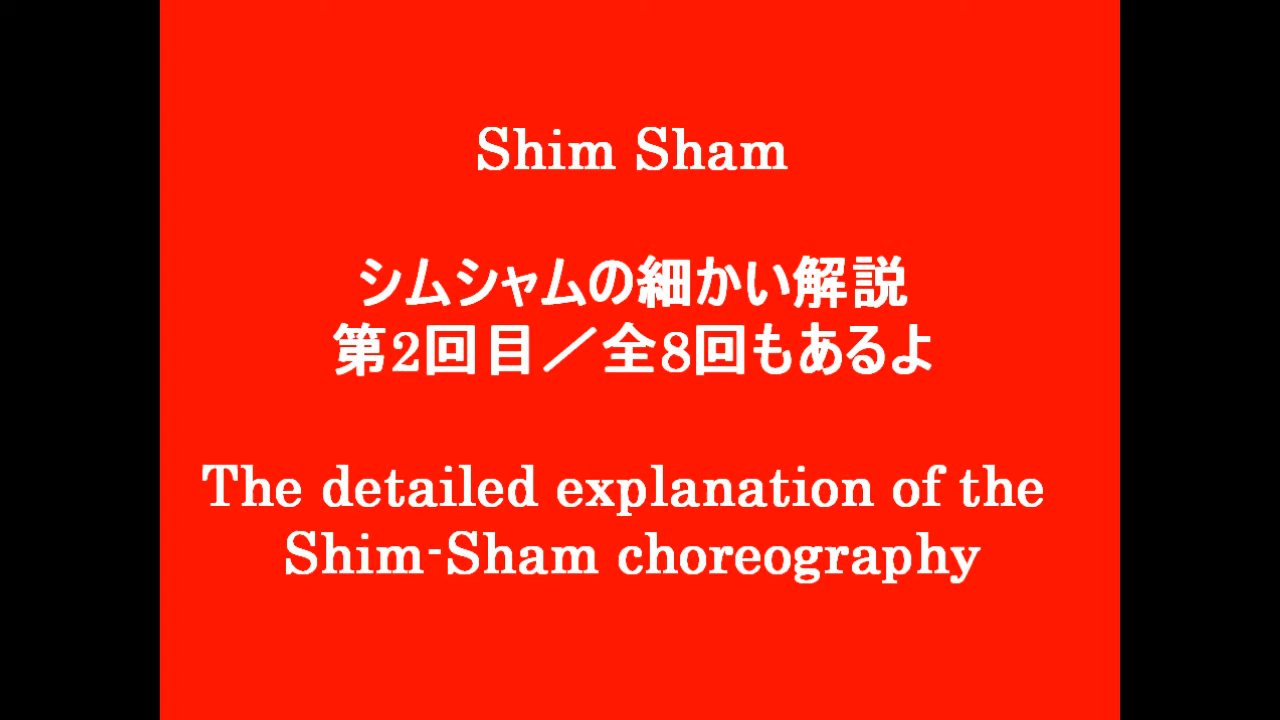 Shim Sham
シムシャムの細かい解説
第2回目／全8回もあるよ
The detailed explanation of the
Shim-Sham choreography